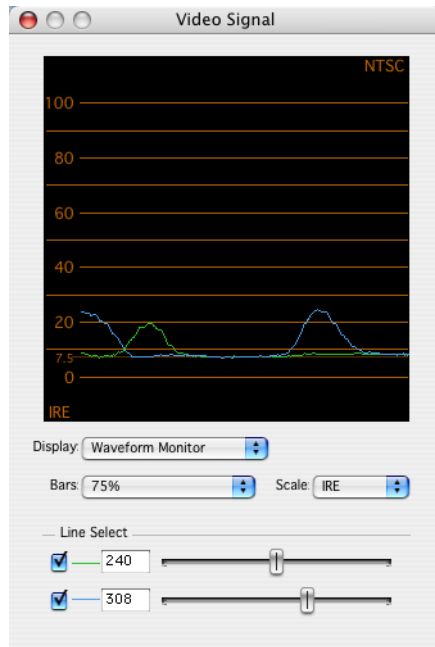 Video Signal
NTSC
100
80
60
40
20
7.5
0
IRE
Display: Waveform Monitor
Bars: 75% Scale: IRE
Line Select
240
308